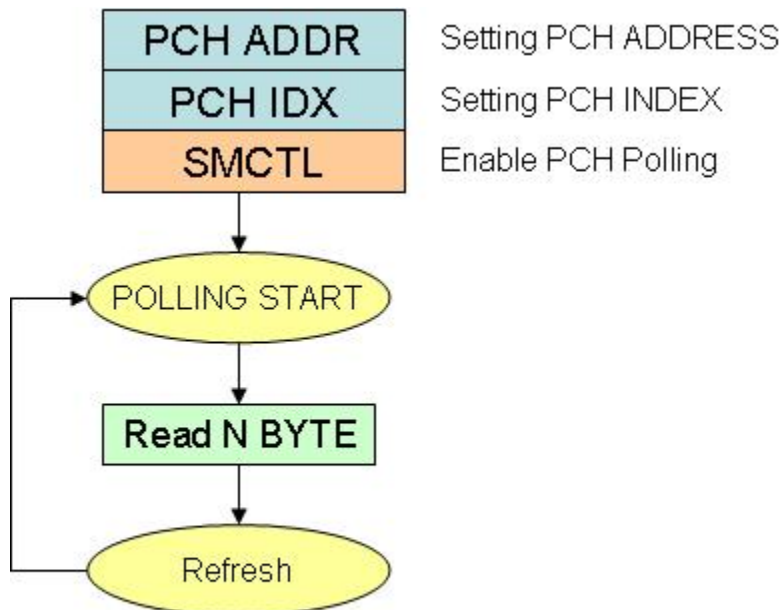 PCH ADDR Setting PCH ADDRESS
PCH IDX Setting PCH INDEX
SMCTL Enable PCH Polling
POLLING START
Read N BYTE
Refresh